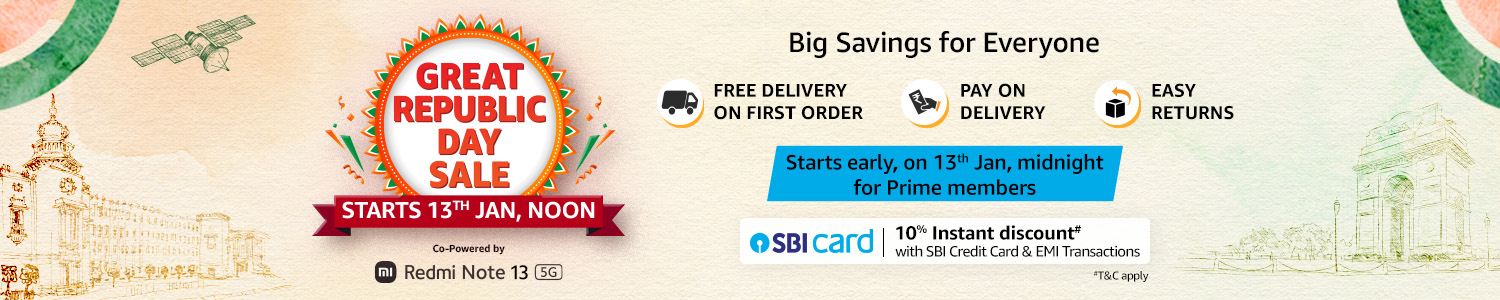 GREAT
REPUBLIC
DAY
SALE
STARTS 13TH JAN, NOON
Co-Powered by
mi Redmi Note 13 5G
Big Savings for Everyone
FREE DELIVERY
ON FIRST ORDER
PAY ON
DELIVERY
EASY
RETURNS
Starts early, on 13th Jan, midnight
for Prime members
SBI card
10% Instant discount#
with SBI Credit Card & EMI Transactions
#T&C apply